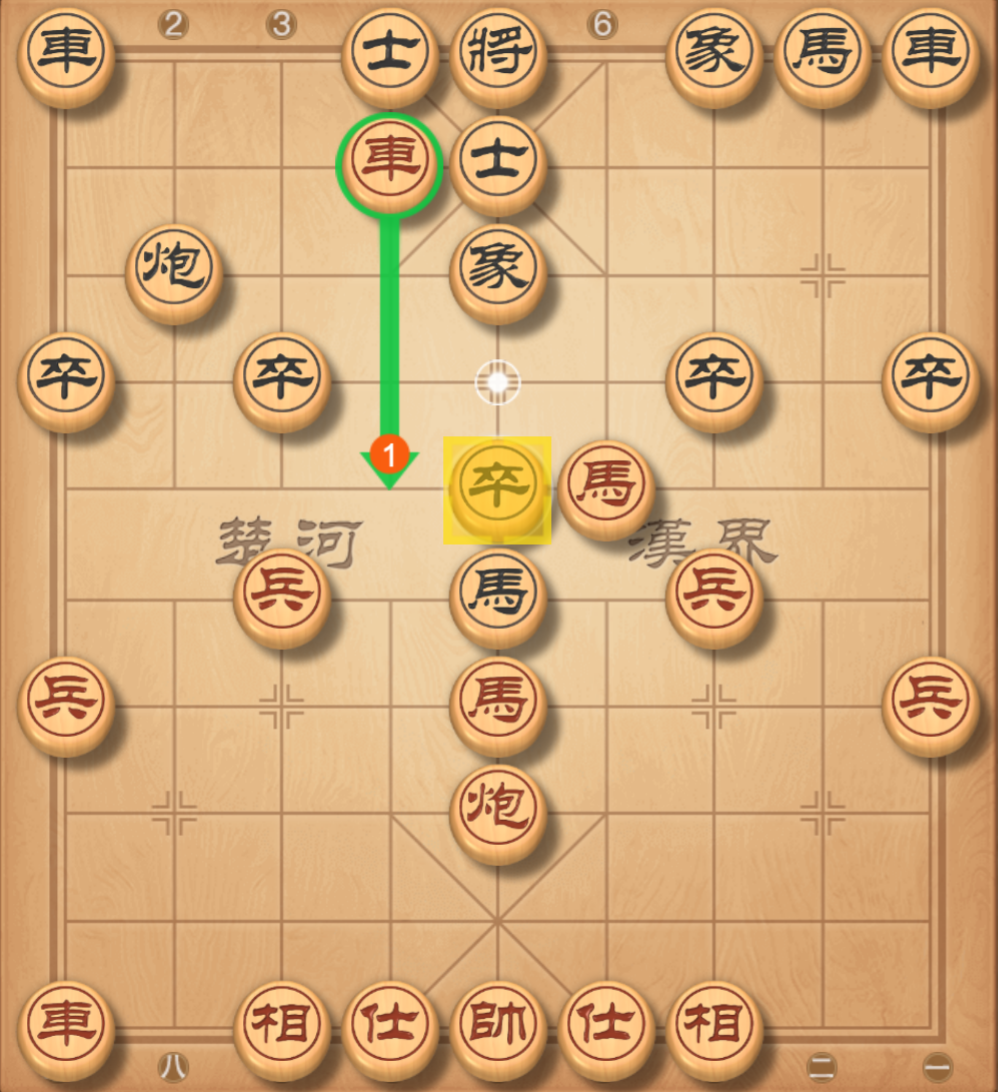 2 3 6
車 士 將 象 馬 車
車 士
炮 象
卒 卒 卒 卒
1 卒 馬
楚河 漢界
兵 馬 兵
兵 馬 兵
炮
車 相 仕 帥 仕 相
八 二 一